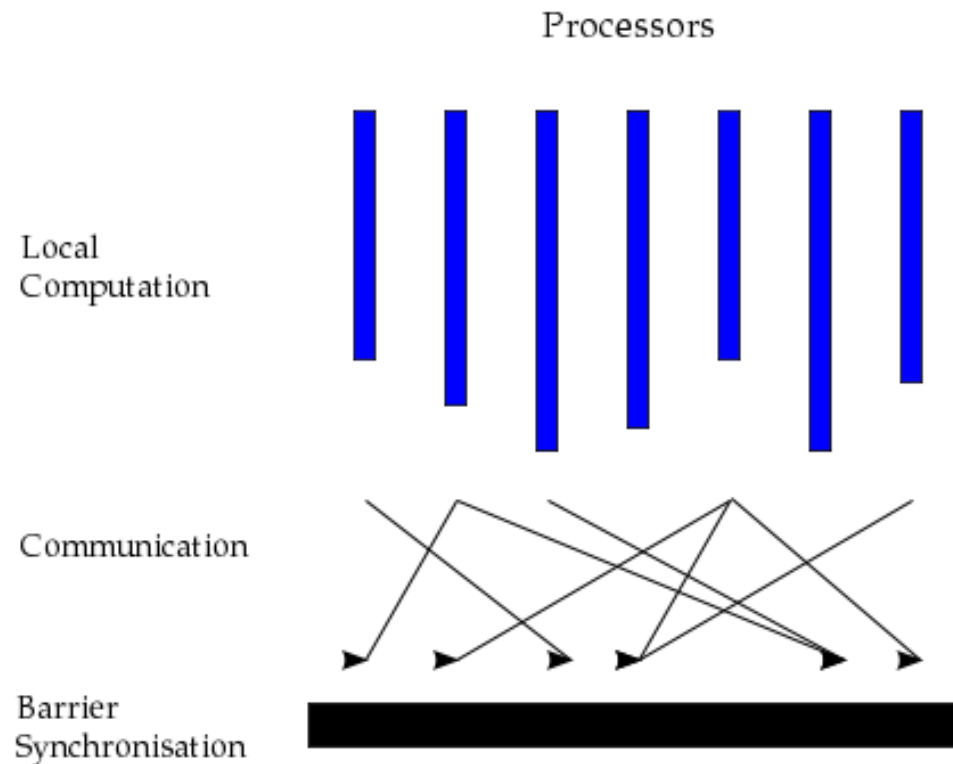 Processors
Local
Computation
Communication
Barrier
Synchronisation